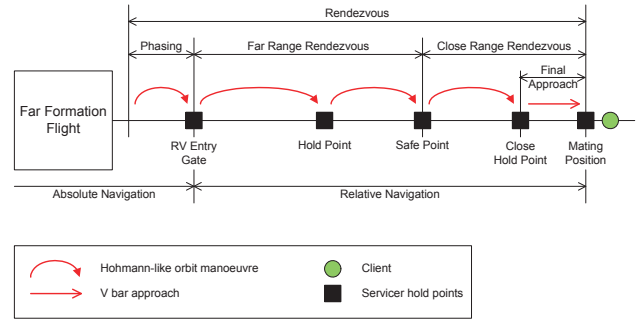 Rendezvous
Phasing
Far Range Rendezvous
Close Range Rendezvous
Final
Approach
Far Formation
Flight
RV Entry
Gate
Hold Point
Safe Point
Close
Hold Point
Mating
Position
Absolute Navigation
Relative Navigation
Hohmann-like orbit manoeuvre
Client
V bar approach
Servicer hold points